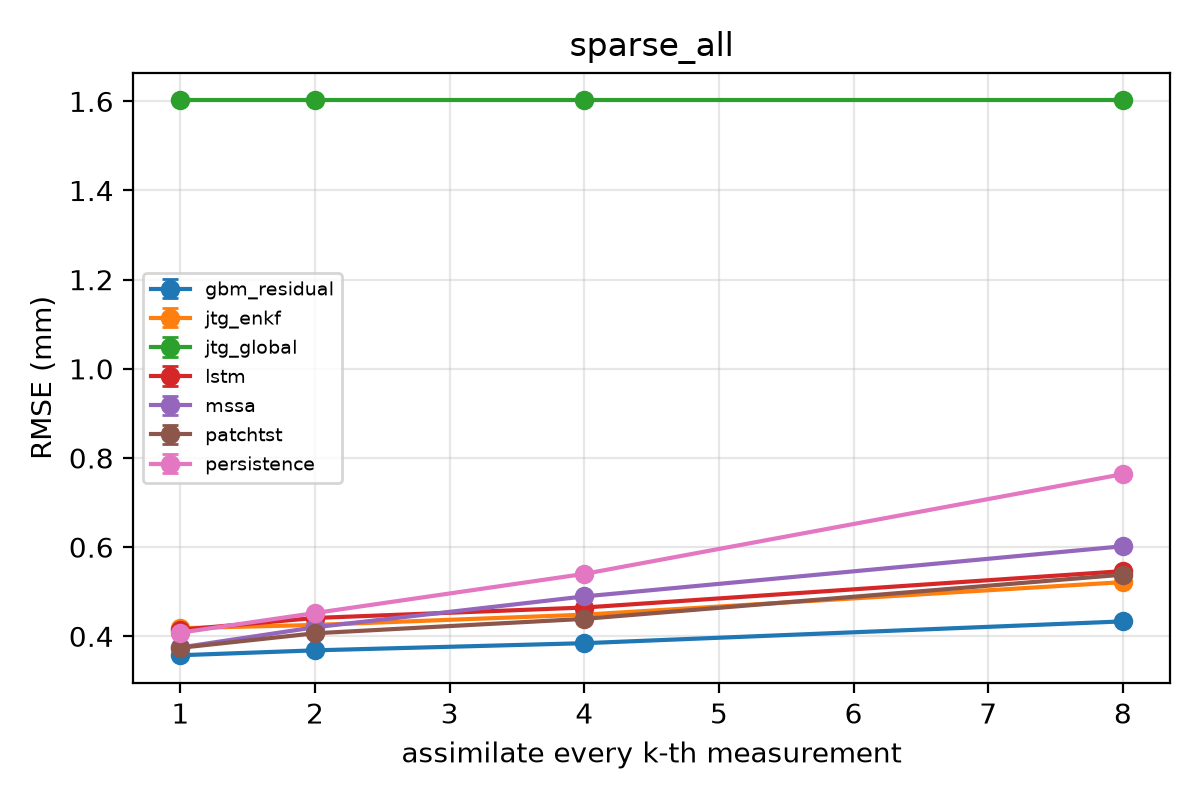 sparse_all
RMSE (mm)
1.6
1.4
1.2
1.0
0.8
0.6
0.4
gbm_residual
jtg_enkf
jtg_global
lstm
mssa
patchtst
persistence
1 2 3 4 5 6 7 8
assimilate every k-th measurement